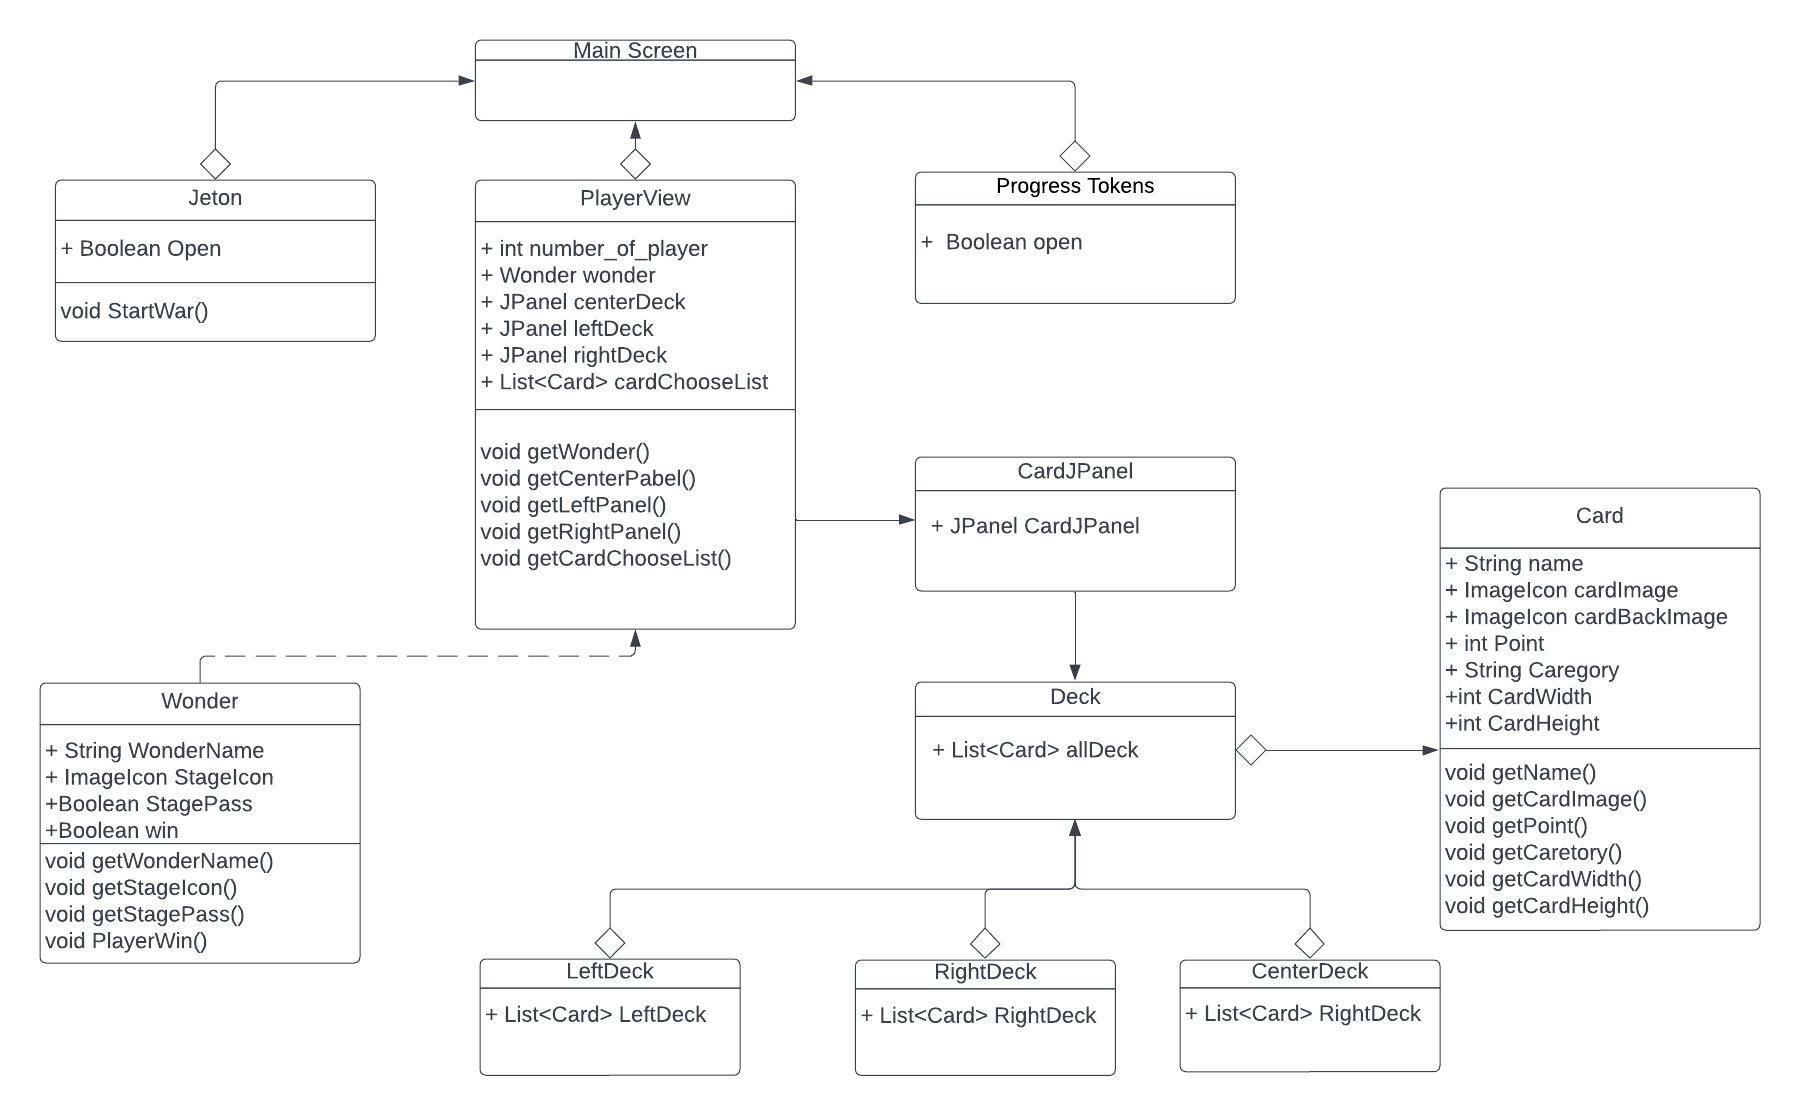 Main Screen
Jeton
+ Boolean Open
void StartWar()
PlayerView
+ int number_of_player
+ Wonder wonder
+ JPanel centerDeck
+ JPanel leftDeck
+ JPanel rightDeck
+ List<Card> cardChooseList
void getWonder()
void getCenterPabel()
void getLeftPanel()
void getRightPanel()
void getCardChooseList()
Progress Tokens
+ Boolean open
CardJPanel
+ JPanel CardJPanel
Card
+ String name
+ ImageIcon cardImage
+ ImageIcon cardBackImage
+ int Point
+ String Caregory
+int CardWidth
+int CardHeight
void getName()
void getCardImage()
void getPoint()
void getCaretory()
void getCardWidth()
void getCardHeight()
Wonder
+ String WonderName
+ ImageIcon StageIcon
+Boolean StagePass
+Boolean win
void getWonderName()
void getStageIcon()
void getStagePass()
void PlayerWin()
Deck
+ List<Card> allDeck
LeftDeck
+ List<Card> LeftDeck
RightDeck
+ List<Card> RightDeck
CenterDeck
+ List<Card> RightDeck